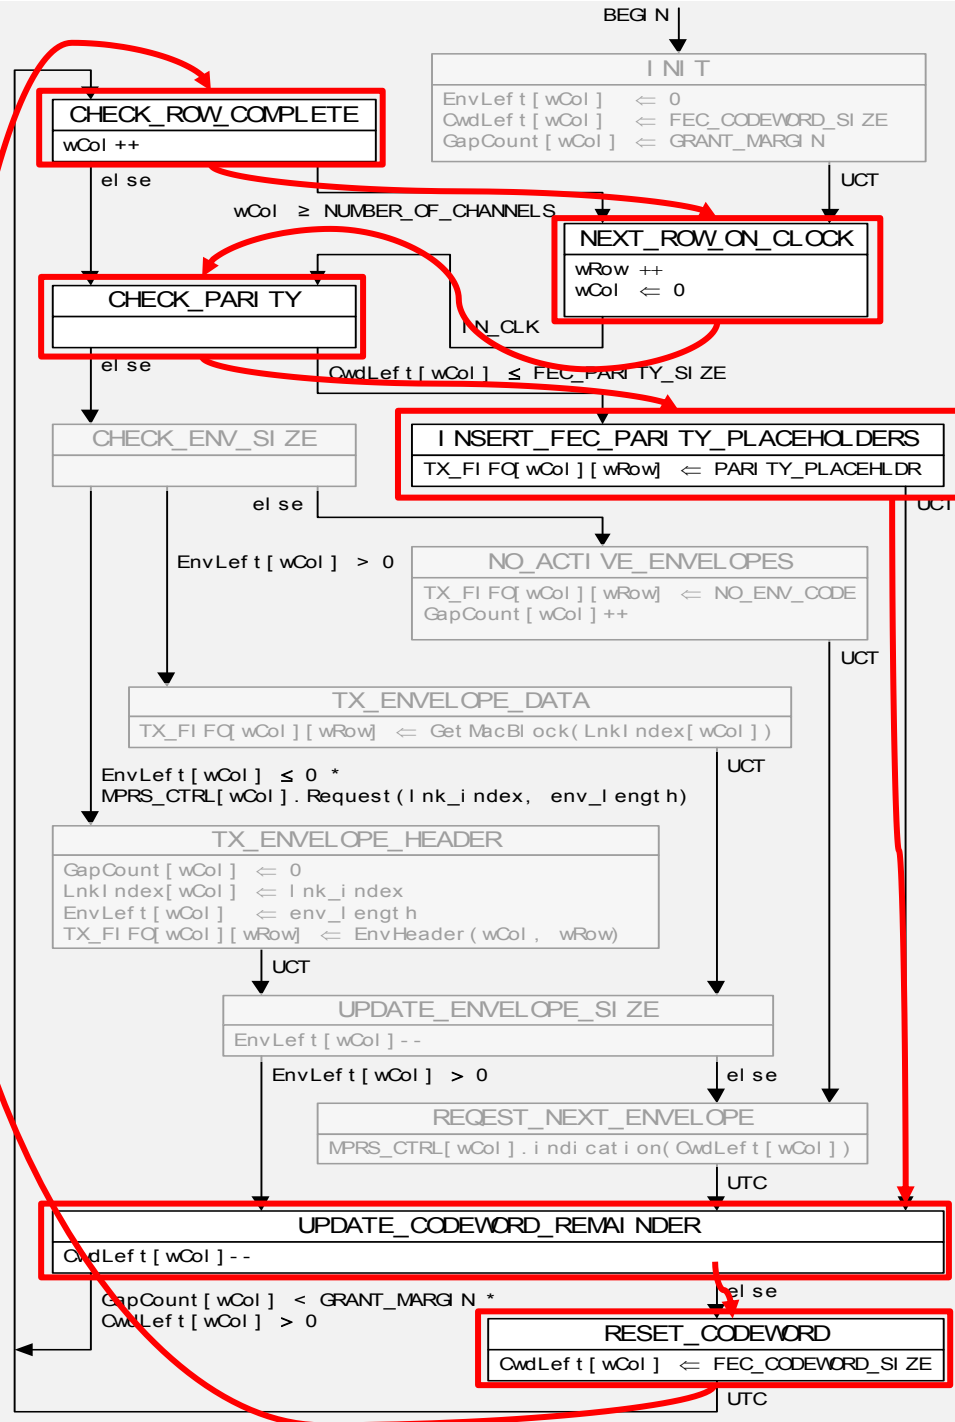 BEGIN
INIT
EnvLeft[wCol] ⇐ 0
CwdLeft[wCol] ⇐ FEC_CODEWORD_SIZE
GapCount[wCol] ⇐ GRANT_MARGIN
CHECK_ROW_COMPLETE
wCol++
else
UCT
wCol ≥ NUMBER_OF_CHANNELS
NEXT_ROW_ON_CLOCK
wRow ++
wCol ⇐ 0
CHECK_PARITY
IN_CLK
else
CwdLeft[wCol] ≤ FEC_PARITY_SIZE
CHECK_ENV_SIZE
INSERT_FEC_PARITY_PLACEHOLDERS
TX_FIFO[wCol][wRow] ⇐ PARITY_PLACEHLDR
else
UCT
EnvLeft[wCol] > 0
NO_ACTIVE_ENVELOPES
TX_FIFO[wCol][wRow] ⇐ NO_ENV_CODE
GapCount[wCol]++
UCT
TX_ENVELOPE_DATA
TX_FIFO[wCol][wRow] ⇐ GetMacBlock(LnkIndex[wCol])
UCT
EnvLeft[wCol] ≤ 0 *
MPRS_CTRL[wCol].Request(lnk_index, env_length)
TX_ENVELOPE_HEADER
GapCount[wCol] ⇐ 0
LnkIndex[wCol] ⇐ lnk_index
EnvLeft[wCol] ⇐ env_length
TX_FIFO[wCol][wRow] ⇐ EnvHeader(wCol, wRow)
UCT
UPDATE_ENVELOPE_SIZE
EnvLeft[wCol]--
EnvLeft[wCol] > 0
else
REQEST_NEXT_ENVELOPE
MPRS_CTRL[wCol].indication(CwdLeft[wCol])
UTC
UPDATE_CODEWORD_REMAINDER
CwdLeft[wCol]--
GapCount[wCol] < GRANT_MARGIN *
CwdLeft[wCol] > 0
else
RESET_CODEWORD
CwdLeft[wCol] ⇐ FEC_CODEWORD_SIZE
UTC